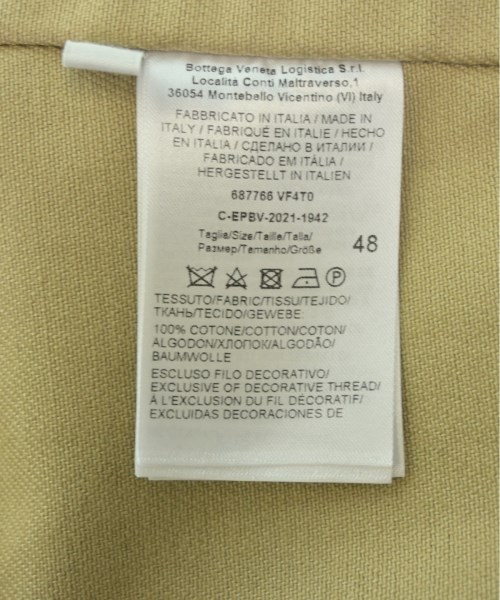 Bottega Veneta Logistica S.r.l.
Località Conti Maltraverso,1
36054 Montebello Vicentino (VI) Italy
FABBRICATO IN ITALIA / MADE IN
ITALY / FABRIQUÉ EN ITALIE / HECHO
EN ITALIA / СДЕЛАНО В ИТАЛИИ /
FABRICADO EM ITÀLIA /
HERGESTELLT IN ITALIEN
687766 VF4T0
C-EPBV-2021-1942
Taglia/Size/Taille/Talla/
Размер/Tamanho/Größe 48
P
TESSUTO/FABRIC/TISSU/TEJIDO/
ТКАНЬ/TECIDO/GEWEBE:
100% COTONE/COTTON/COTON/
ALGODON/ХЛОПОК/ALGODÃO/
BAUMWOLLE
ESCLUSO FILO DECORATIVO/
EXCLUSIVE OF DECORATIVE THREAD/
À L'EXCLUSION DU FIL DÉCORATIF/
EXCLUIDAS DECORACIONES DE